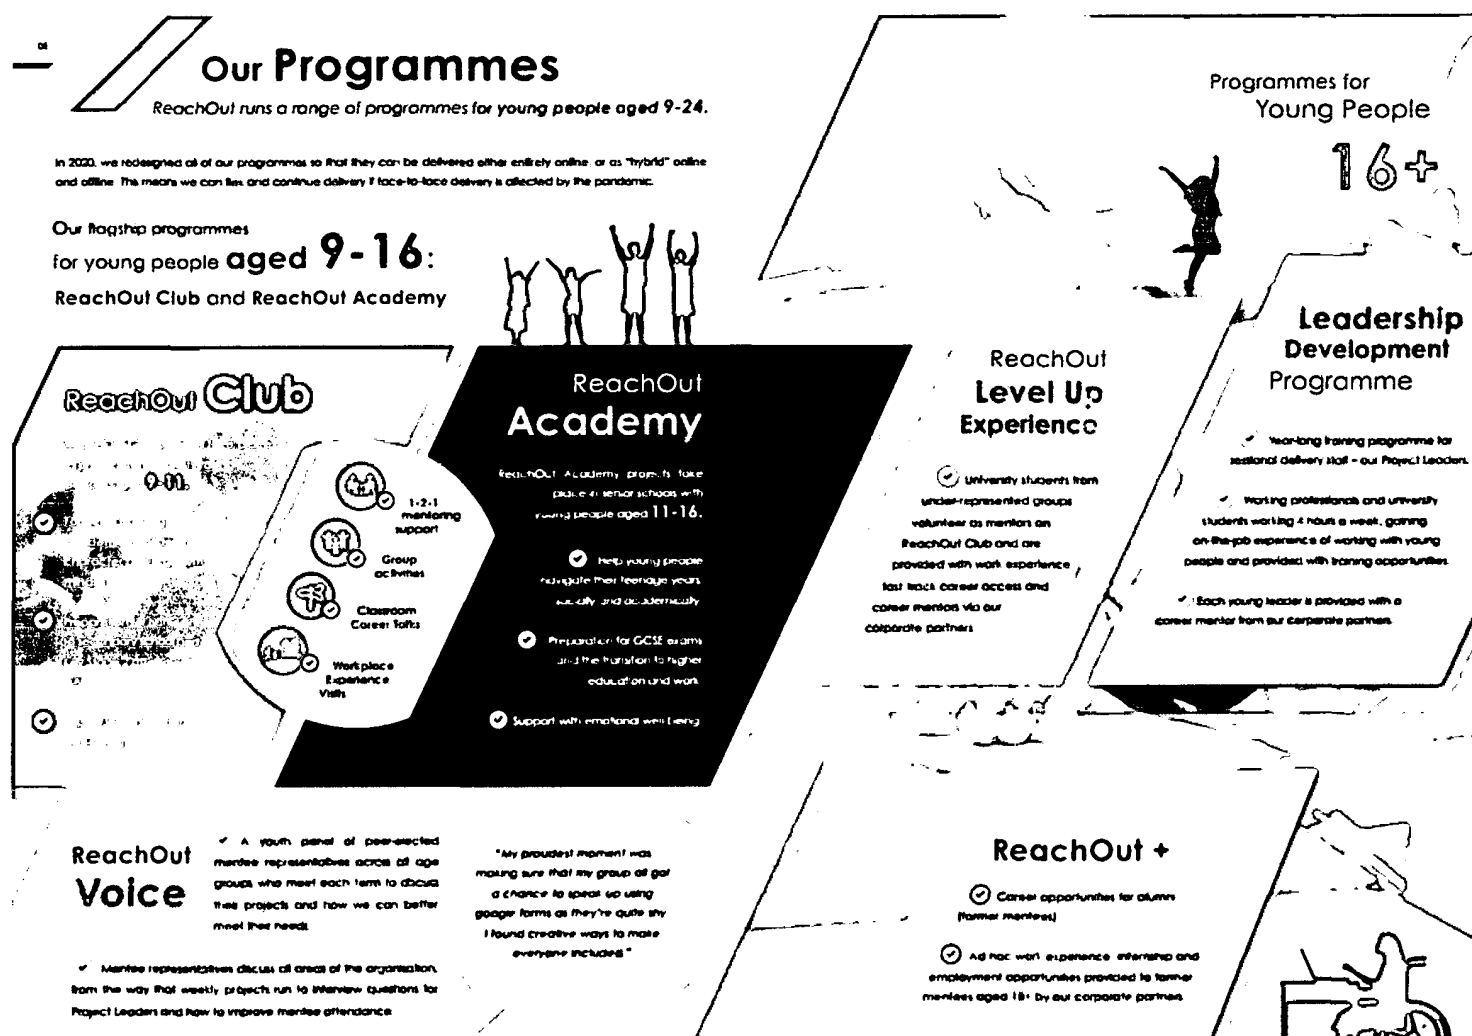 Our Programmes
ReachOut runs a range of programmes for young people aged 9-24.
In 2020, we redesigned all of our programmes so that they can be delivered either entirely online, or as "hybrid" online
and offline. This means we can flex and continue delivery if face-to-face delivery is affected by the pandemic.
Our flagship programmes
for young people aged 9-16:
ReachOut Club and ReachOut Academy
ReachOut Club
9-11.
1-2-1
mentoring
support
Group
activities
Classroom
Career Talks
Workplace
Experience
Visits
ReachOut
Academy
ReachOut Academy projects take
place in senior schools with
young people aged 11-16.
Help young people
navigate their teenage years
socially and academically
Preparation for GCSE exams
and the transition to higher
education and work
Support with emotional well being
ReachOut
Voice
A youth panel of peer-elected
mentee representatives across all age
groups who meet each term to discuss
their projects and how we can better
meet their needs
Mentee representatives discuss all areas of the organisation,
from the way that weekly projects run to interview questions for
Project Leaders and how to improve mentee attendance
"My proudest moment was
making sure that my group all got
a chance to speak up using
google forms as they're quite shy
I found creative ways to make
everyone included"
Programmes for
Young People
16+
ReachOut
Level Up
Experience
University students from
under-represented groups
volunteer as mentors on
ReachOut Club and are
provided with work experience,
fast track career access and
career mentors via our
corporate partners
Leadership
Development
Programme
Year-long training programme for
sessional delivery staff – our Project Leaders.
Working professionals and university
students working 4 hours a week, gaining
on-the-job experience of working with young
people and provided with training opportunities.
Each young leader is provided with a
career mentor from our corporate partners.
ReachOut +
Career opportunities for alumni
(former mentees)
Ad hoc work experience internship and
employment opportunities provided to former
mentees aged 18+ by our corporate partners